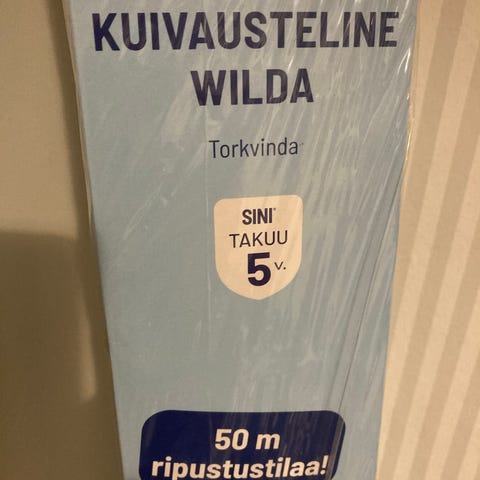 KUIVAUSTELINE
WILDA
Torkvinda
SINI®
TAKUU
5 v.
50 m
ripustustilaa!